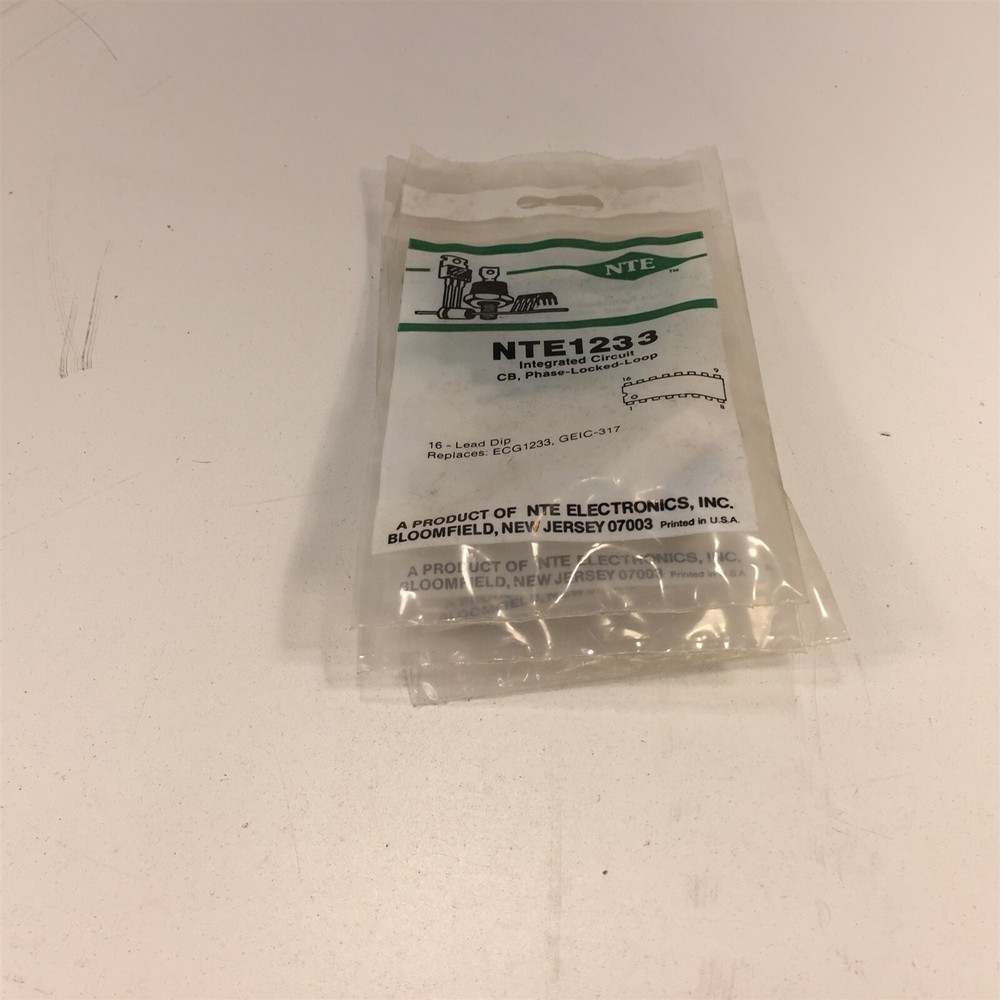 NTE TM
NTE1233
Integrated Circuit
CB, Phase-Locked-Loop
16 9
1 8
16 - Lead Dip
Replaces: ECG1233, GEIC-317
A PRODUCT OF NTE ELECTRONICS, INC.
BLOOMFIELD, NEW JERSEY 07003 Printed in U.S.A.
A PRODUCT OF NTE ELECTRONICS, INC.
BLOOMFIELD, NEW JERSEY 07003 Printed in U.S.A